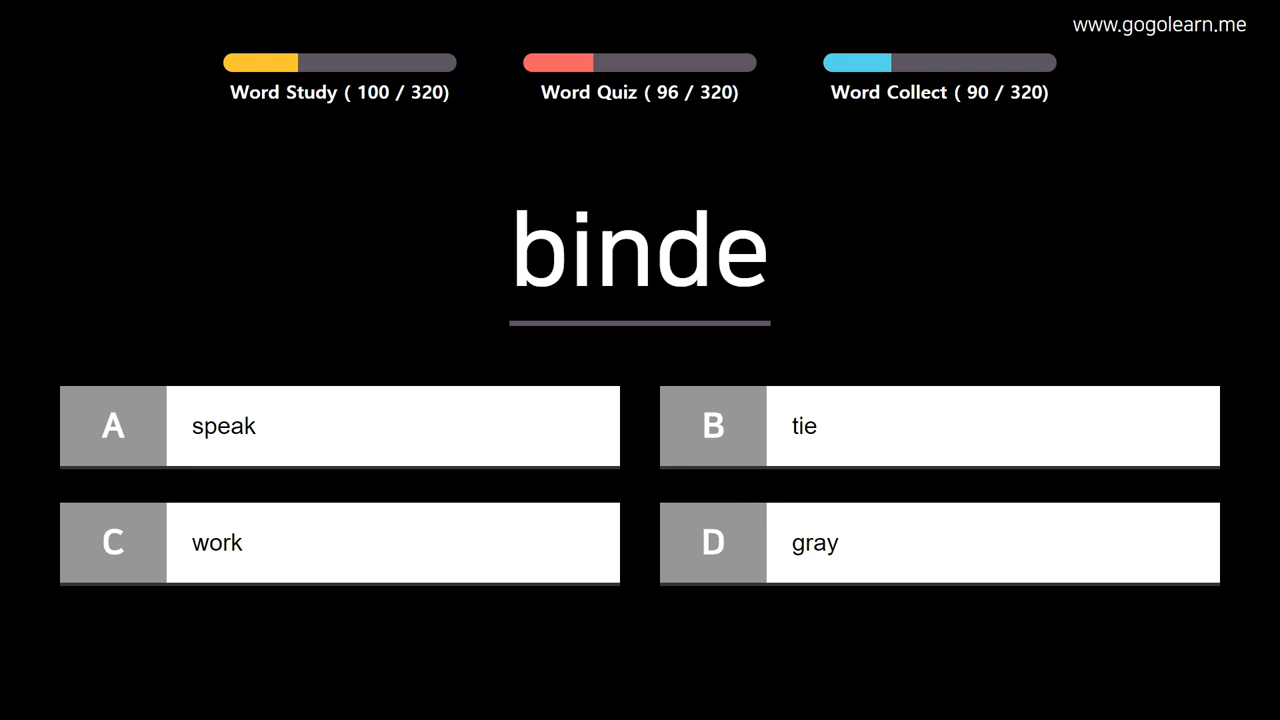 www.gogolearn.me
Word Study ( 100 / 320)
Word Quiz ( 96 / 320)
Word Collect ( 90 / 320)
binde
A speak
B tie
C work
D gray